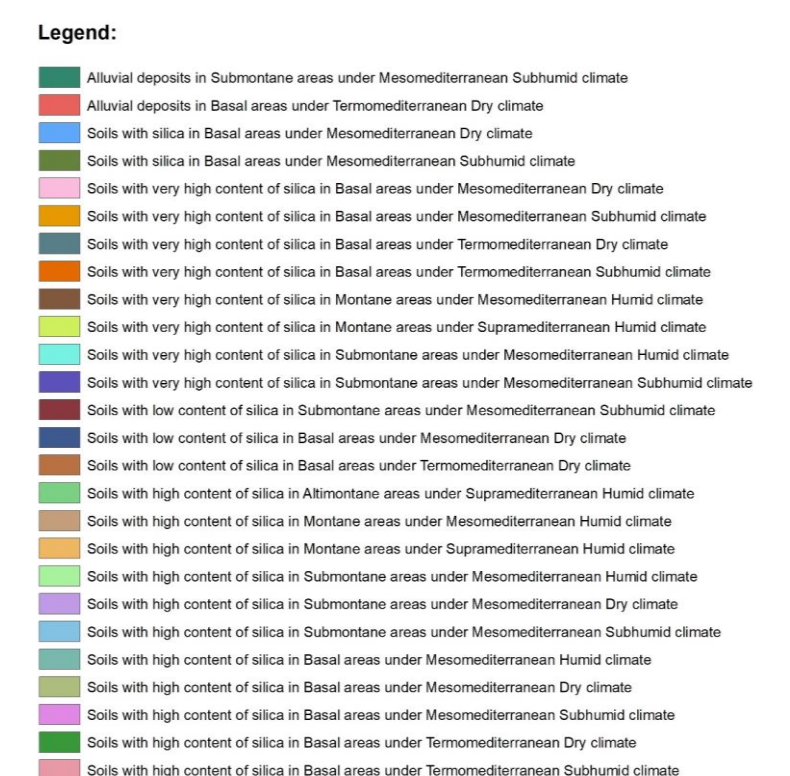 Legend:
Alluvial deposits in Submontane areas under Mesomediterranean Subhumid climate
Alluvial deposits in Basal areas under Termomediterranean Dry climate
Soils with silica in Basal areas under Mesomediterranean Dry climate
Soils with silica in Basal areas under Mesomediterranean Subhumid climate
Soils with very high content of silica in Basal areas under Mesomediterranean Dry climate
Soils with very high content of silica in Basal areas under Mesomediterranean Subhumid climate
Soils with very high content of silica in Basal areas under Termomediterranean Dry climate
Soils with very high content of silica in Basal areas under Termomediterranean Subhumid climate
Soils with very high content of silica in Montane areas under Mesomediterranean Humid climate
Soils with very high content of silica in Montane areas under Supramediterranean Humid climate
Soils with very high content of silica in Submontane areas under Mesomediterranean Humid climate
Soils with very high content of silica in Submontane areas under Mesomediterranean Subhumid climate
Soils with low content of silica in Submontane areas under Mesomediterranean Subhumid climate
Soils with low content of silica in Basal areas under Mesomediterranean Dry climate
Soils with low content of silica in Basal areas under Termomediterranean Dry climate
Soils with high content of silica in Altimontane areas under Supramediterranean Humid climate
Soils with high content of silica in Montane areas under Mesomediterranean Humid climate
Soils with high content of silica in Montane areas under Supramediterranean Humid climate
Soils with high content of silica in Submontane areas under Mesomediterranean Humid climate
Soils with high content of silica in Submontane areas under Mesomediterranean Dry climate
Soils with high content of silica in Submontane areas under Mesomediterranean Subhumid climate
Soils with high content of silica in Basal areas under Mesomediterranean Humid climate
Soils with high content of silica in Basal areas under Mesomediterranean Dry climate
Soils with high content of silica in Basal areas under Mesomediterranean Subhumid climate
Soils with high content of silica in Basal areas under Termomediterranean Dry climate
Soils with high content of silica in Basal areas under Termomediterranean Subhumid climate